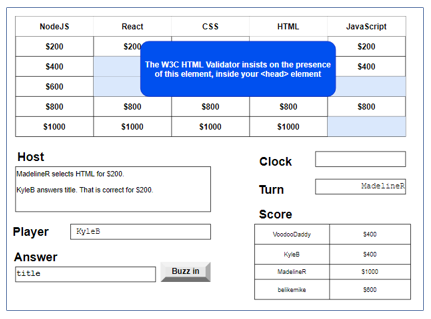 NodeJS React CSS HTML JavaScript
$200 $200 $200
The W3C HTML Validator insists on the presence
of this element, inside your <head> element
$400 $400
$600
$800 $800 $800 $800 $800
$1000 $1000 $1000 $1000
Host
MadelineR selects HTML for $200.
KyleB answers title. That is correct for $200.
Clock
Turn MadelineR
Player KyleB
Answer
title
Buzz in
Score
VoodooDaddy $400
KyleB $400
MadelineR $1000
belikemike $600